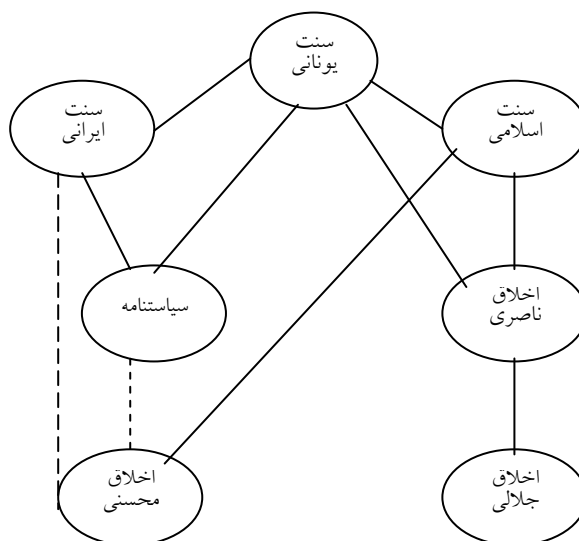 سنت
یونانی
سنت
اسلامی
سنت
ایرانی
سیاستنامه
اخلاق
ناصری
اخلاق
محسنی
اخلاق
جلالی